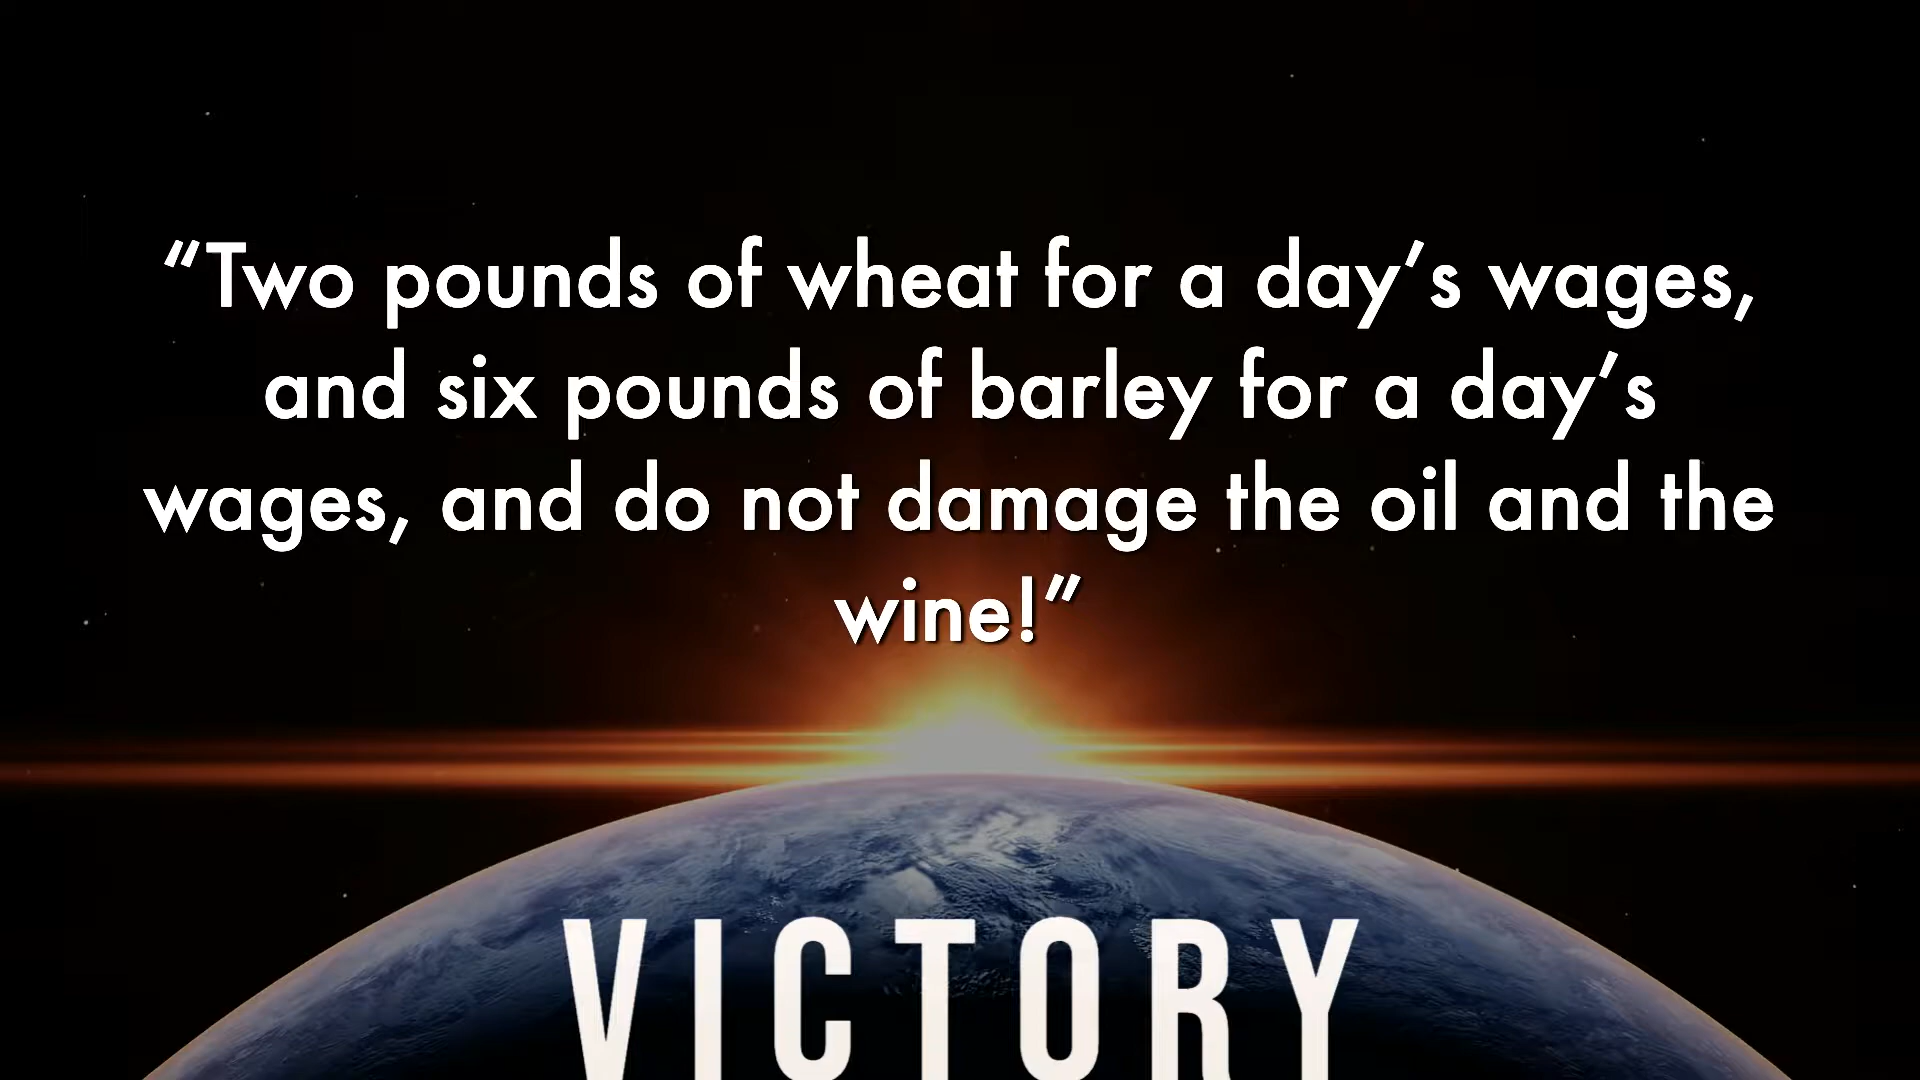 “Two pounds of wheat for a day’s wages,
and six pounds of barley for a day’s
wages, and do not damage the oil and the
wine!”
VICTORY